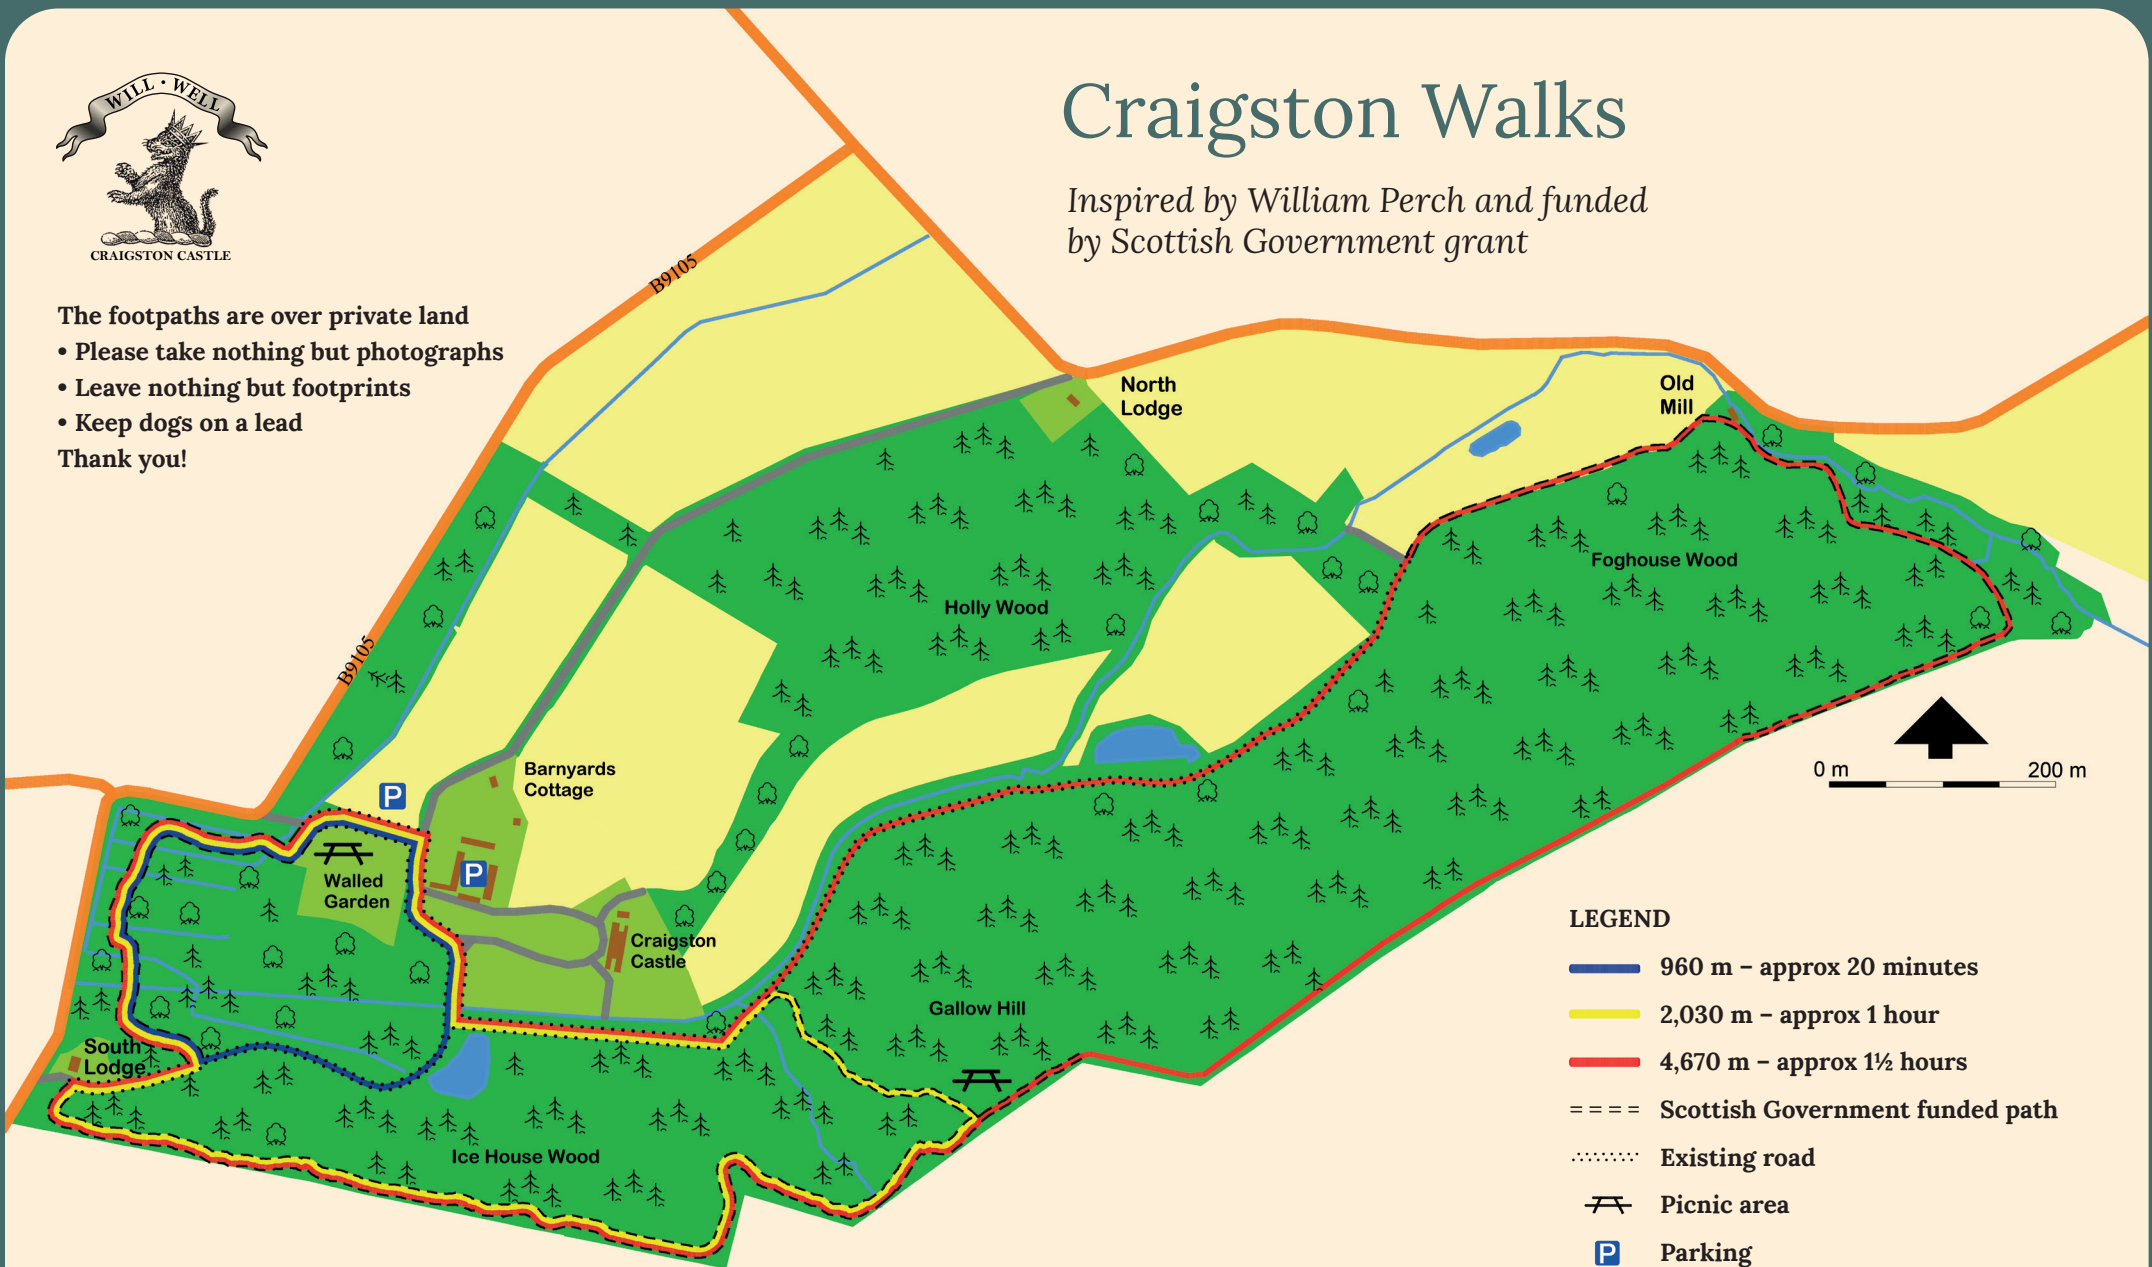 WILL · WELL
CRAIGSTON CASTLE
The footpaths are over private land
• Please take nothing but photographs
• Leave nothing but footprints
• Keep dogs on a lead
Thank you!
Craigston Walks
Inspired by William Perch and funded
by Scottish Government grant
B9105
North
Lodge
Old
Mill
Foghouse Wood
Holly Wood
B9105
Barnyards
Cottage
P
P
Walled
Garden
Craigston
Castle
Gallow Hill
South
Lodge
Ice House Wood
0 m
200 m
LEGEND
960 m – approx 20 minutes
2,030 m – approx 1 hour
4,670 m – approx 1½ hours
Scottish Government funded path
Existing road
Picnic area
P Parking